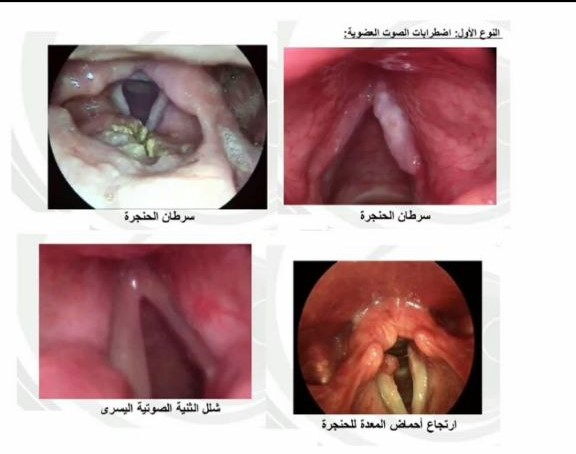 النوع الأول: اضطرابات الصوت العضوية:
سرطان الحنجرة
سرطان الحنجرة
شلل الثنية الصوتية اليسرى
ارتجاع أحماض المعدة للحنجرة